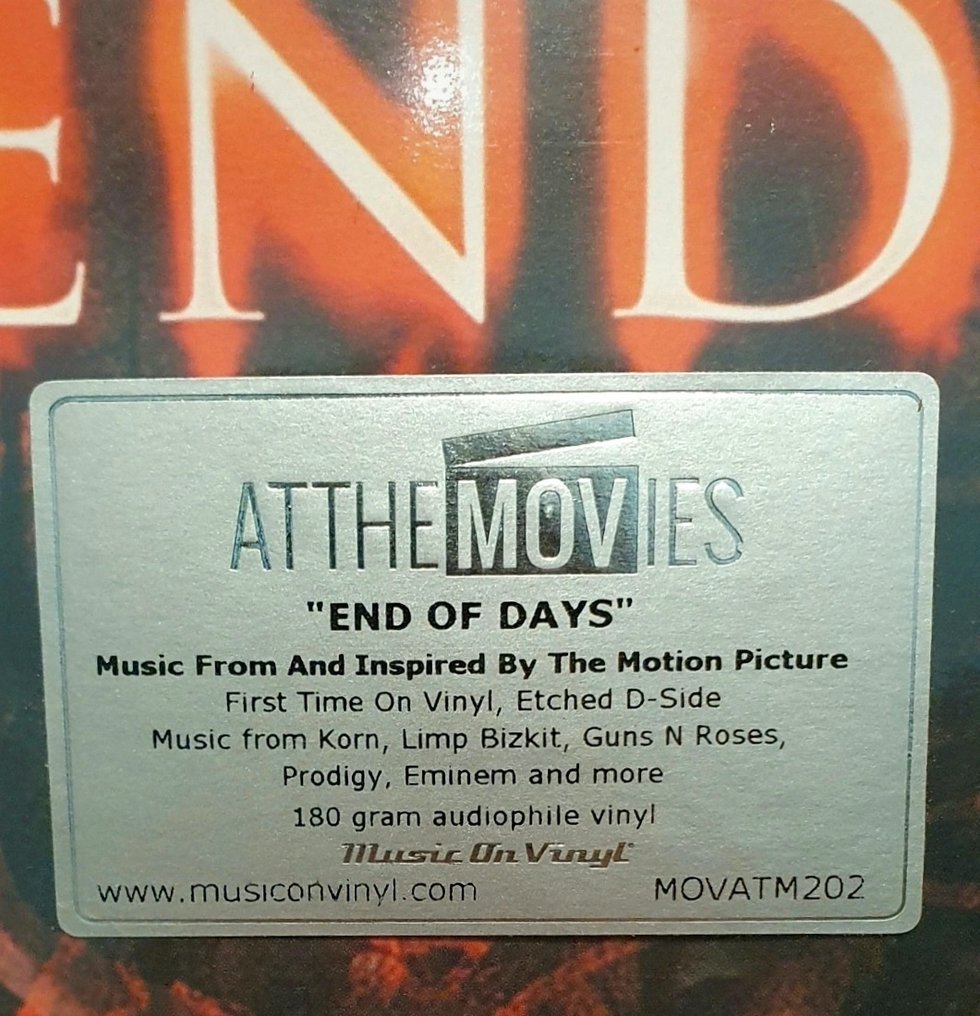 END
ATTHEMOVIES
"END OF DAYS"
Music From And Inspired By The Motion Picture
First Time On Vinyl, Etched D-Side
Music from Korn, Limp Bizkit, Guns N Roses,
Prodigy, Eminem and more
180 gram audiophile vinyl
Music On Vinyl
www.musiconvinyl.com MOVATM202